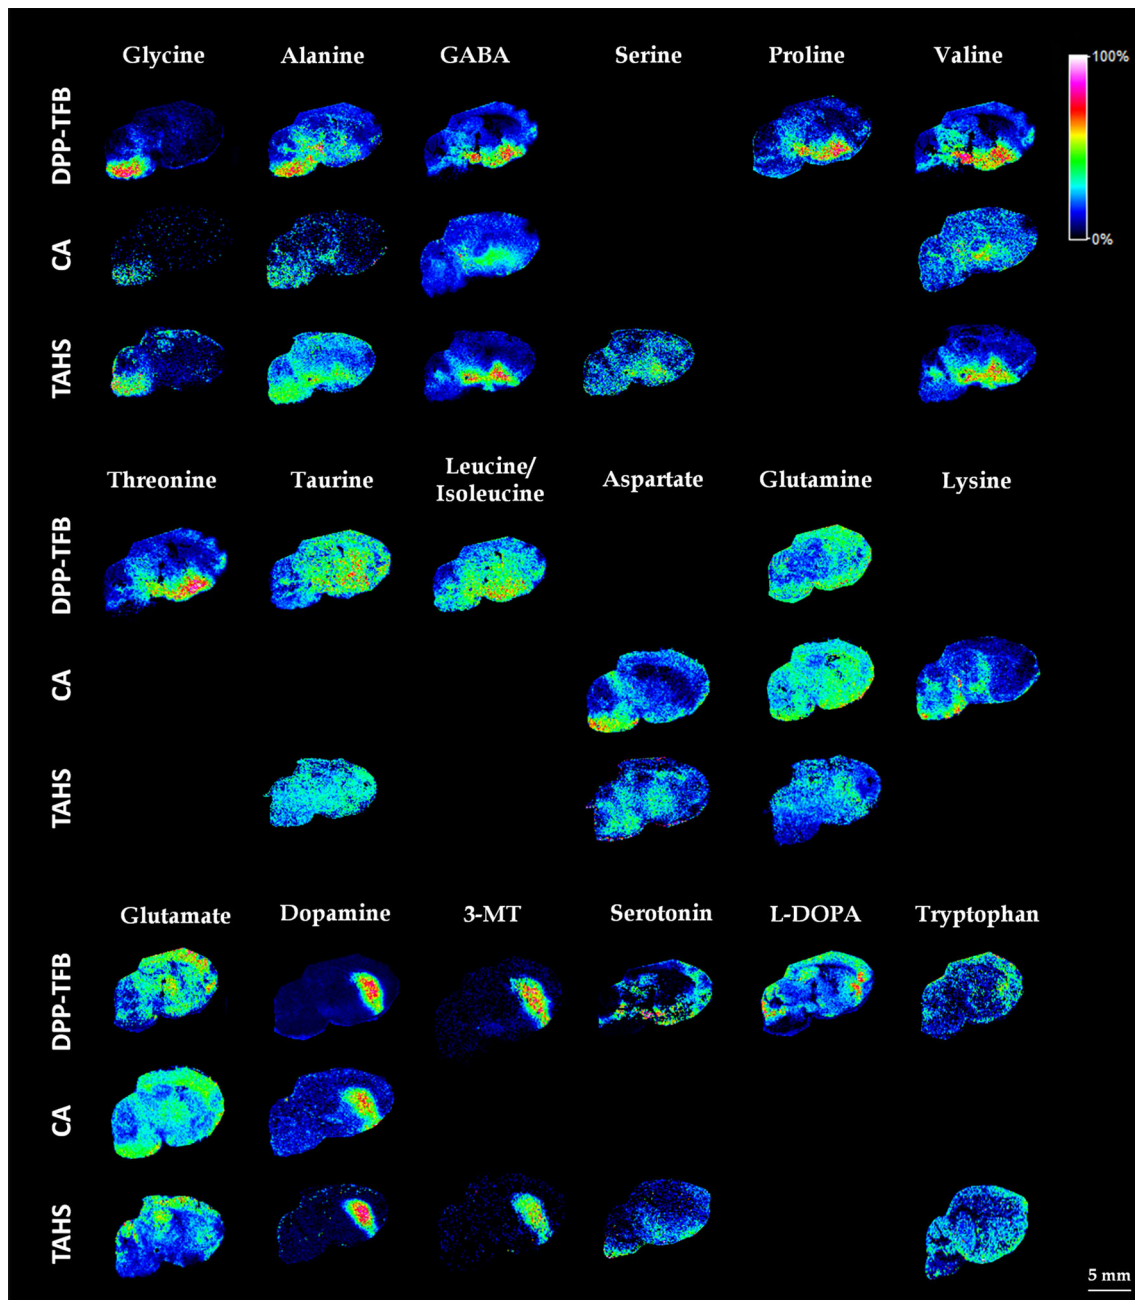 Glycine Alanine GABA Serine Proline Valine
100%
DPP-TFB
CA
0%
TAHS
Threonine Taurine Leucine/ Aspartate Glutamine Lysine
Isoleucine
DPP-TFB
CA
TAHS
Glutamate Dopamine 3-MT Serotonin L-DOPA Tryptophan
DPP-TFB
CA
TAHS
5 mm